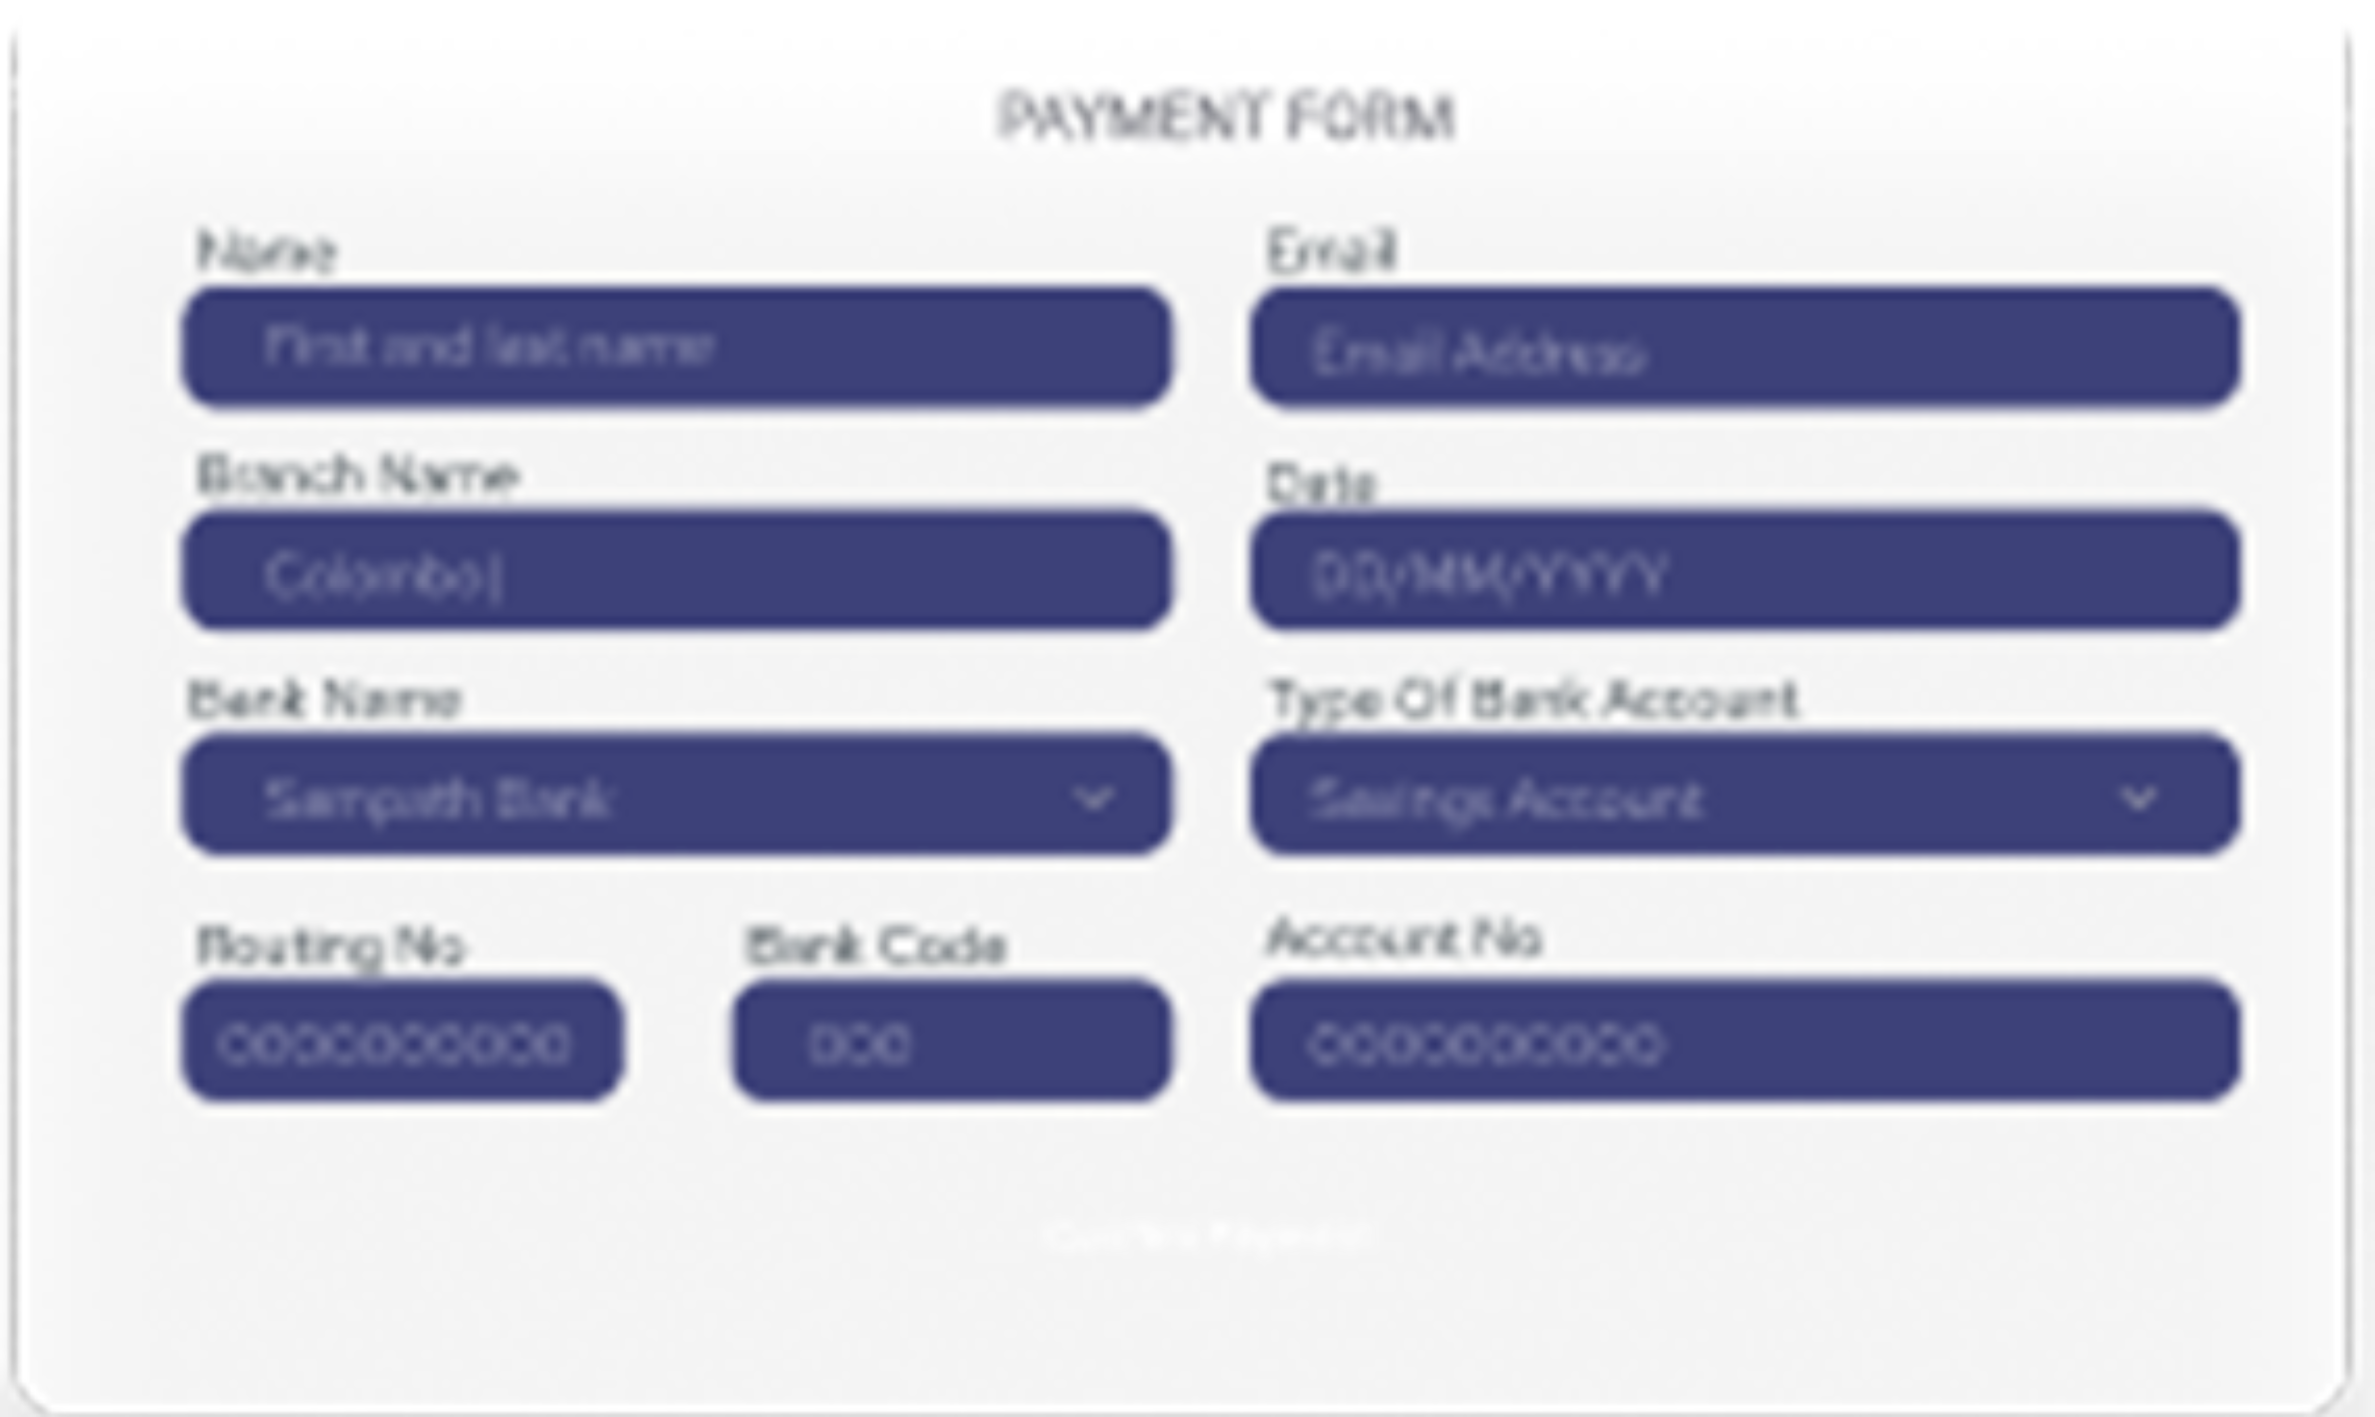 PAYMENT FORM
Name Email
First and last name Email Address
Branch Name Date
Colombo| DD/MM/YYYY
Bank Name Type Of Bank Account
Sampath Bank Savings Account
Routing No Bank Code Account No
0000000000 000 0000000000
Payment